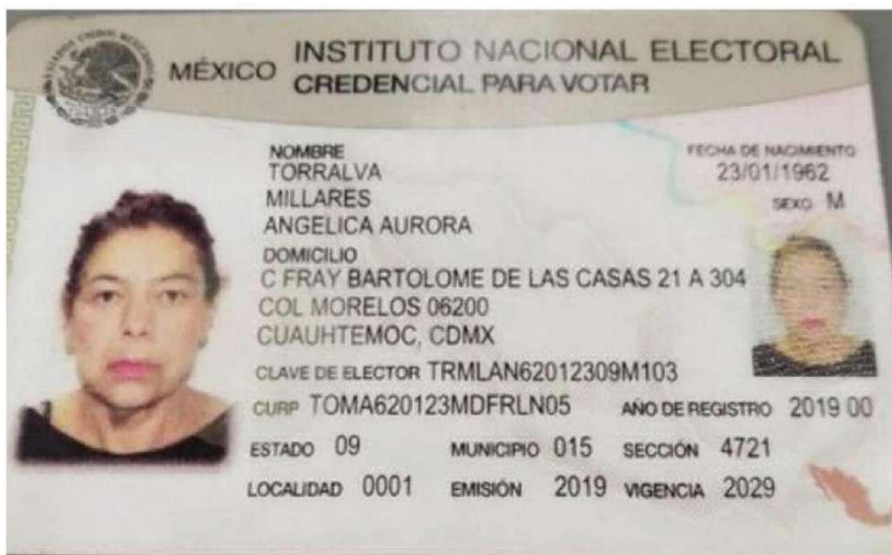 MÉXICO INSTITUTO NACIONAL ELECTORAL
CREDENCIAL PARA VOTAR
NOMBRE
TORRALVA
MILLARES
ANGELICA AURORA
FECHA DE NACIMIENTO
23/01/1962
SEXO M
DOMICILIO
C FRAY BARTOLOME DE LAS CASAS 21 A 304
COL MORELOS 06200
CUAUHTEMOC, CDMX
CLAVE DE ELECTOR TRMLAN62012309M103
CURP TOMA620123MDFRLN05 AÑO DE REGISTRO 2019 00
ESTADO 09 MUNICIPIO 015 SECCIÓN 4721
LOCALIDAD 0001 EMISIÓN 2019 VIGENCIA 2029